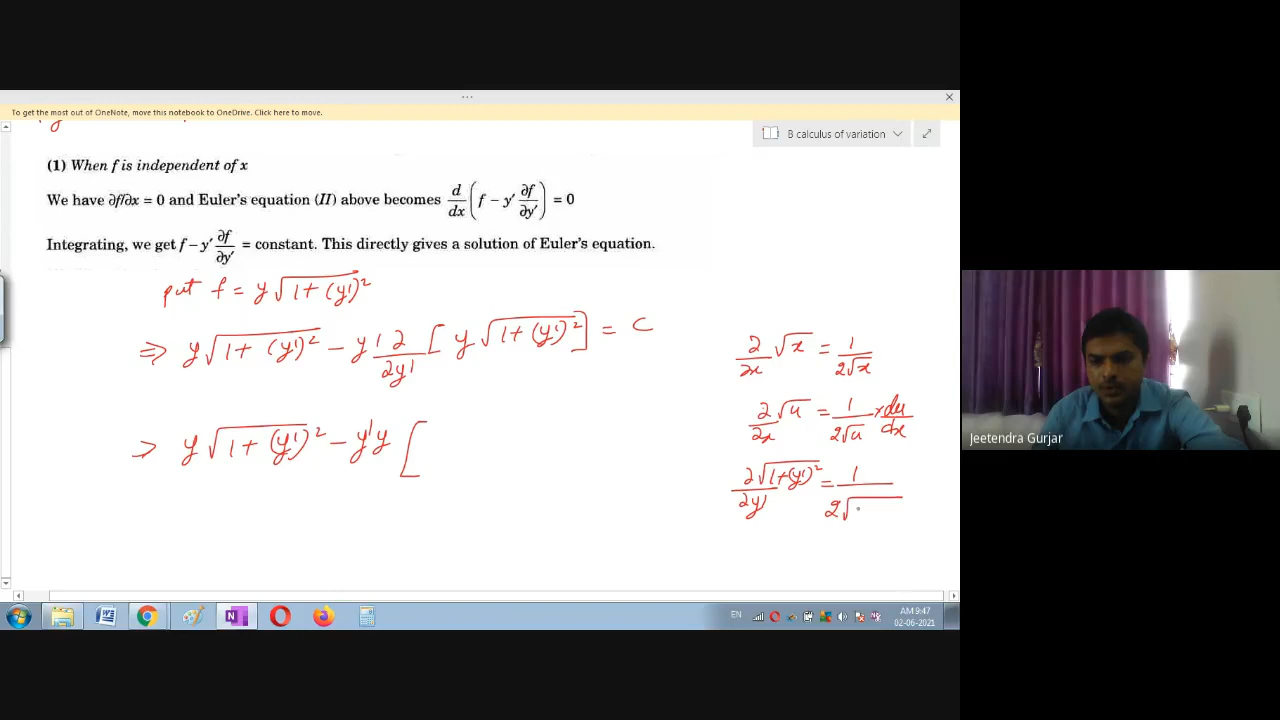 To get the most out of OneNote, move this notebook to OneDrive. Click here to move.
B calculus of variation
(1) When f is independent of x
We have ∂f/∂x = 0 and Euler's equation (II) above becomes d/dx (f – y′ ∂f/∂y′) = 0
Integrating, we get f – y′ ∂f/∂y′ = constant. This directly gives a solution of Euler's equation.
put f = y√(1+(y′)²)
⇒ y√(1+(y′)²) – y′ ∂/∂y′ [y√(1+(y′)²)] = c
⇒ y√(1+(y′)²) – y′y [
∂/∂x √x = 1/(2√x)
∂/∂x √u = 1/(2√u) × du/dx
∂√(1+(y′)²)/∂y′ = 1/(2√
Jeetendra Gurjar
EN
AM 9:47
02-06-2021